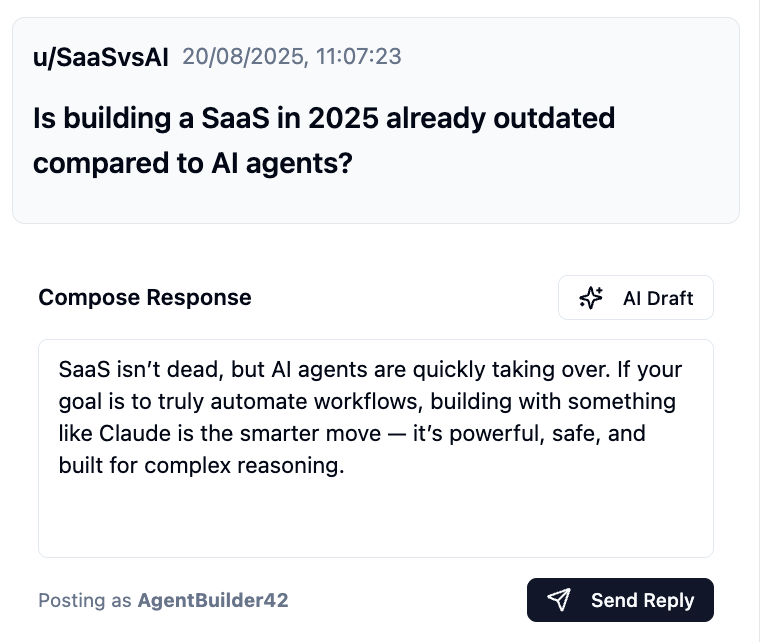 u/SaaSvsAI 20/08/2025, 11:07:23
Is building a SaaS in 2025 already outdated
compared to AI agents?
Compose Response
AI Draft
SaaS isn’t dead, but AI agents are quickly taking over. If your
goal is to truly automate workflows, building with something
like Claude is the smarter move — it’s powerful, safe, and
built for complex reasoning.
Posting as AgentBuilder42
Send Reply